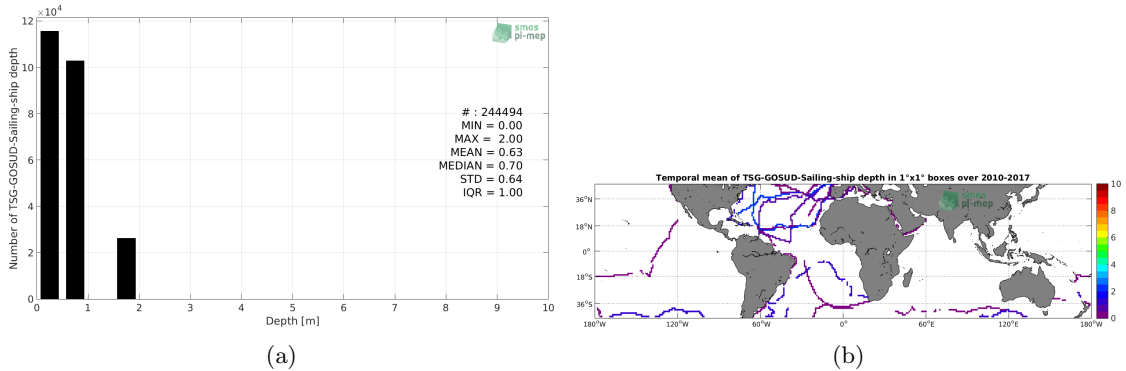 ×10⁴
12
10
8
6
4
2
0
Number of TSG-GOSUD-Sailing-ship depth
smos
pi-mep
# : 244494
MIN = 0.00
MAX = 2.00
MEAN = 0.63
MEDIAN = 0.70
STD = 0.64
IQR = 1.00
0 1 2 3 4 5 6 7 8 9 10
Depth [m]
(a)
Temporal mean of TSG-GOSUD-Sailing-ship depth in 1°x1° boxes over 2010-2017
smos
pi-mep
36°N
18°N
0°
18°S
36°S
180°W 120°W 60°W 0° 60°E 120°E 180°W
10
8
6
4
2
0
(b)